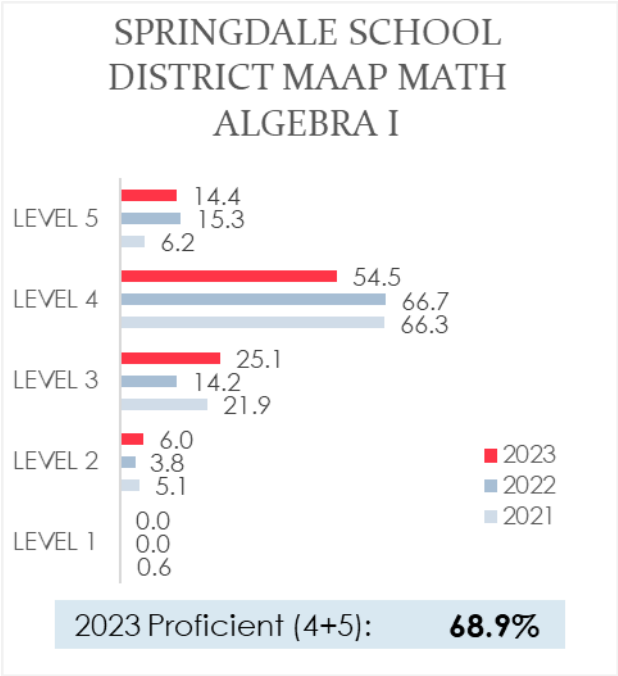 SPRINGDALE SCHOOL
DISTRICT MAAP MATH
ALGEBRA I
LEVEL 5
14.4
15.3
6.2
LEVEL 4
54.5
66.7
66.3
LEVEL 3
25.1
14.2
21.9
LEVEL 2
6.0
3.8
5.1
LEVEL 1
0.0
0.0
0.6
2023
2022
2021
2023 Proficient (4+5): 68.9%